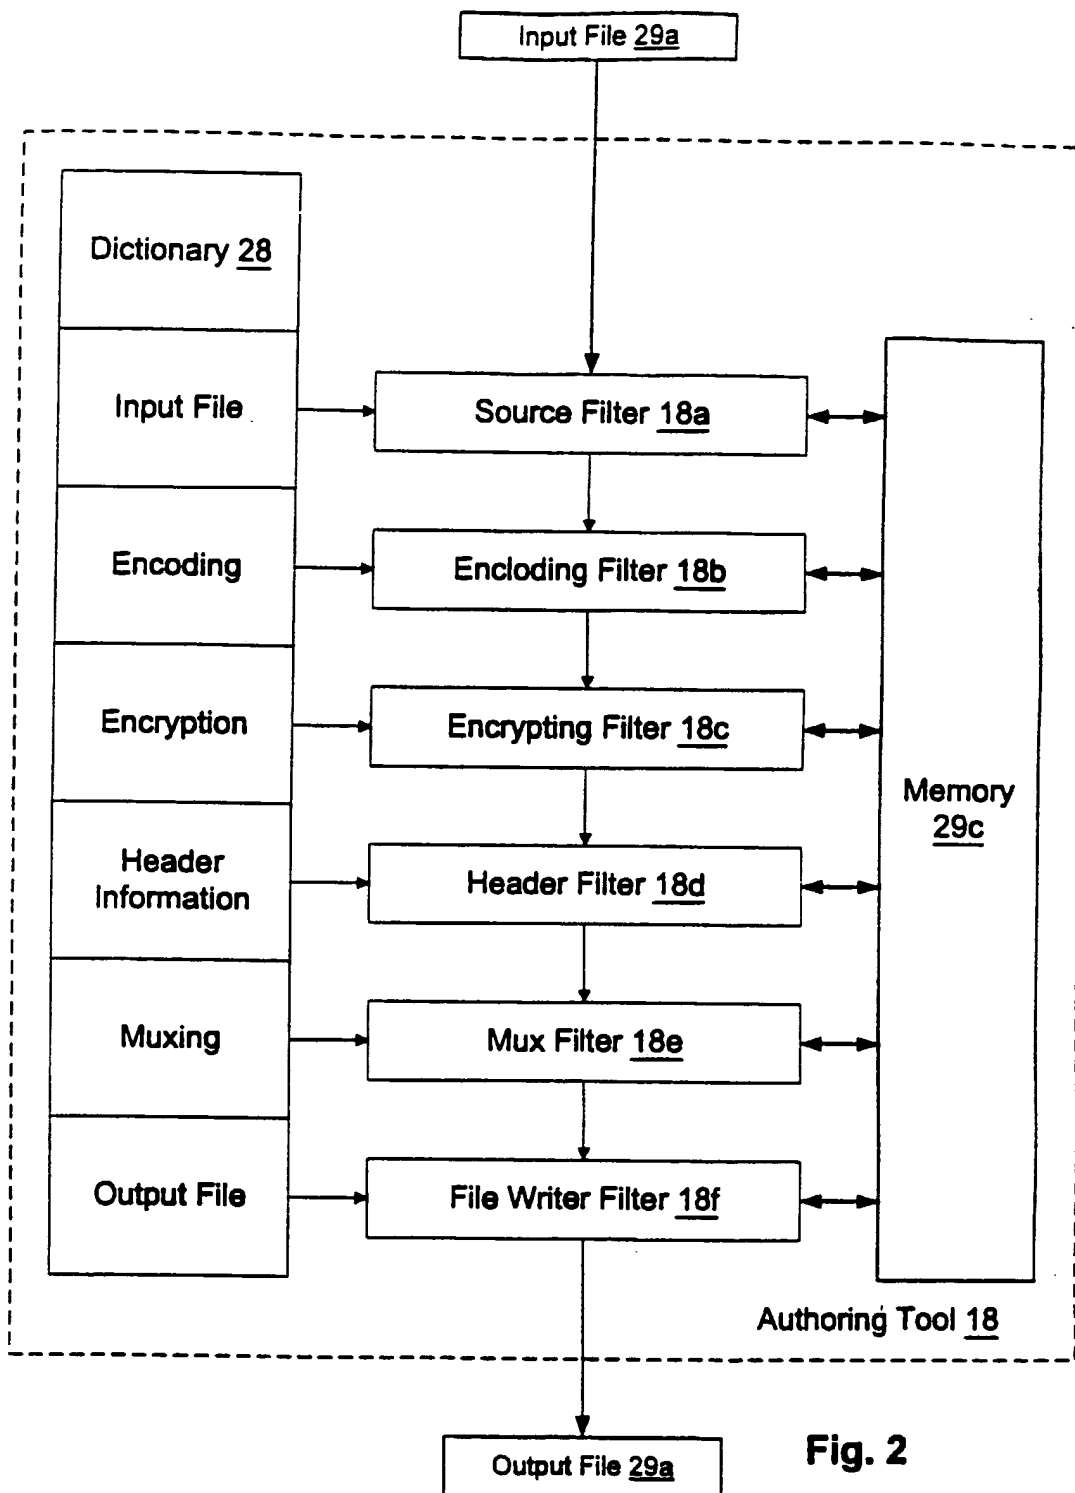 Input File 29a
Dictionary 28
Input File
Source Filter 18a
Encoding
Encloding Filter 18b
Encryption
Encrypting Filter 18c
Memory
29c
Header
Information
Header Filter 18d
Muxing
Mux Filter 18e
Output File
File Writer Filter 18f
Authoring Tool 18
Output File 29a
Fig. 2